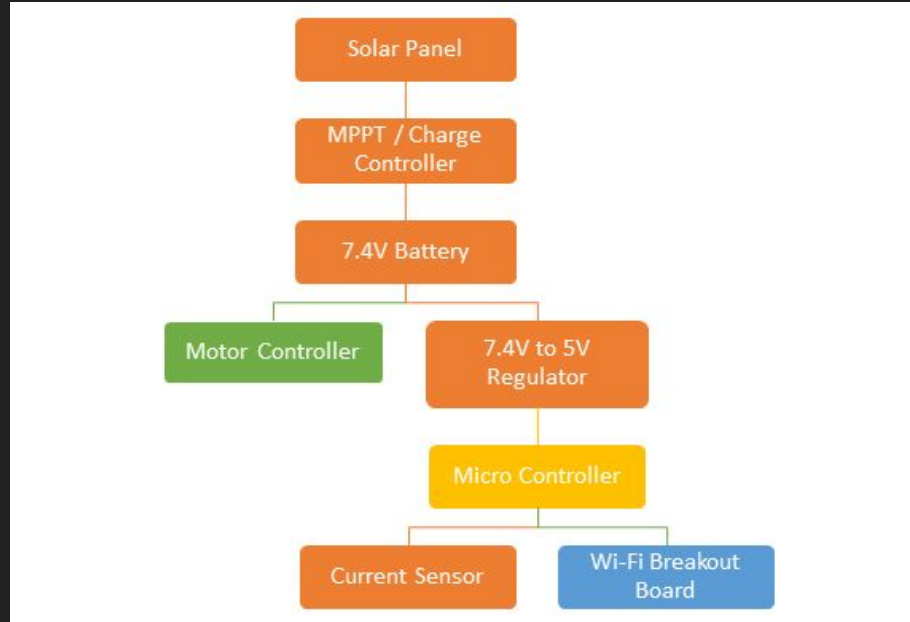 Solar Panel
MPPT / Charge
Controller
7.4V Battery
Motor Controller
7.4V to 5V
Regulator
Micro Controller
Current Sensor
Wi-Fi Breakout
Board